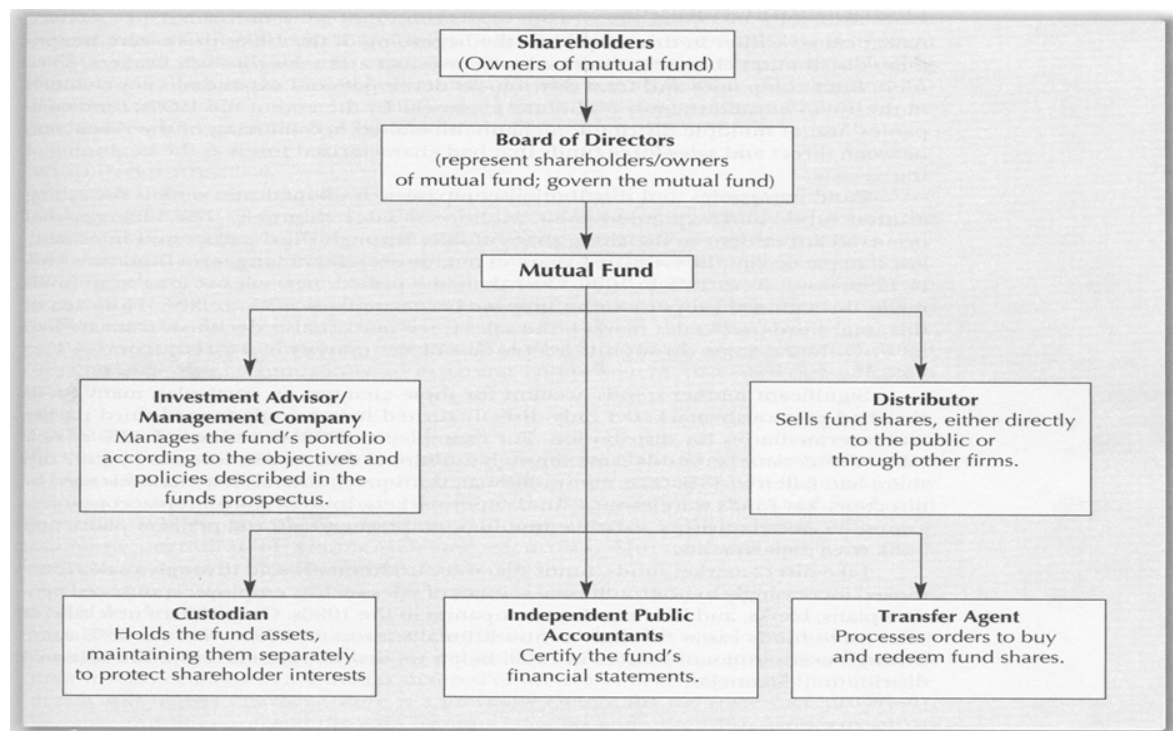 Shareholders
(Owners of mutual fund)
Board of Directors
(represent shareholders/owners
of mutual fund; govern the mutual fund)
Mutual Fund
Investment Advisor/
Management Company
Manages the fund's portfolio
according to the objectives and
policies described in the
funds prospectus.
Distributor
Sells fund shares, either directly
to the public or
through other firms.
Custodian
Holds the fund assets,
maintaining them separately
to protect shareholder interests
Independent Public
Accountants
Certify the fund's
financial statements.
Transfer Agent
Processes orders to buy
and redeem fund shares.